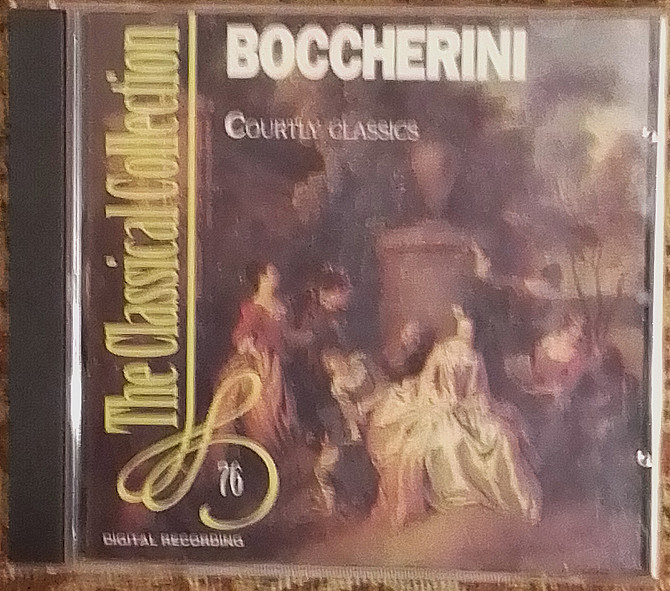 BOCCHERINI
COURTLY CLASSICS
The Classical Collection
76
DIGITAL RECORDING